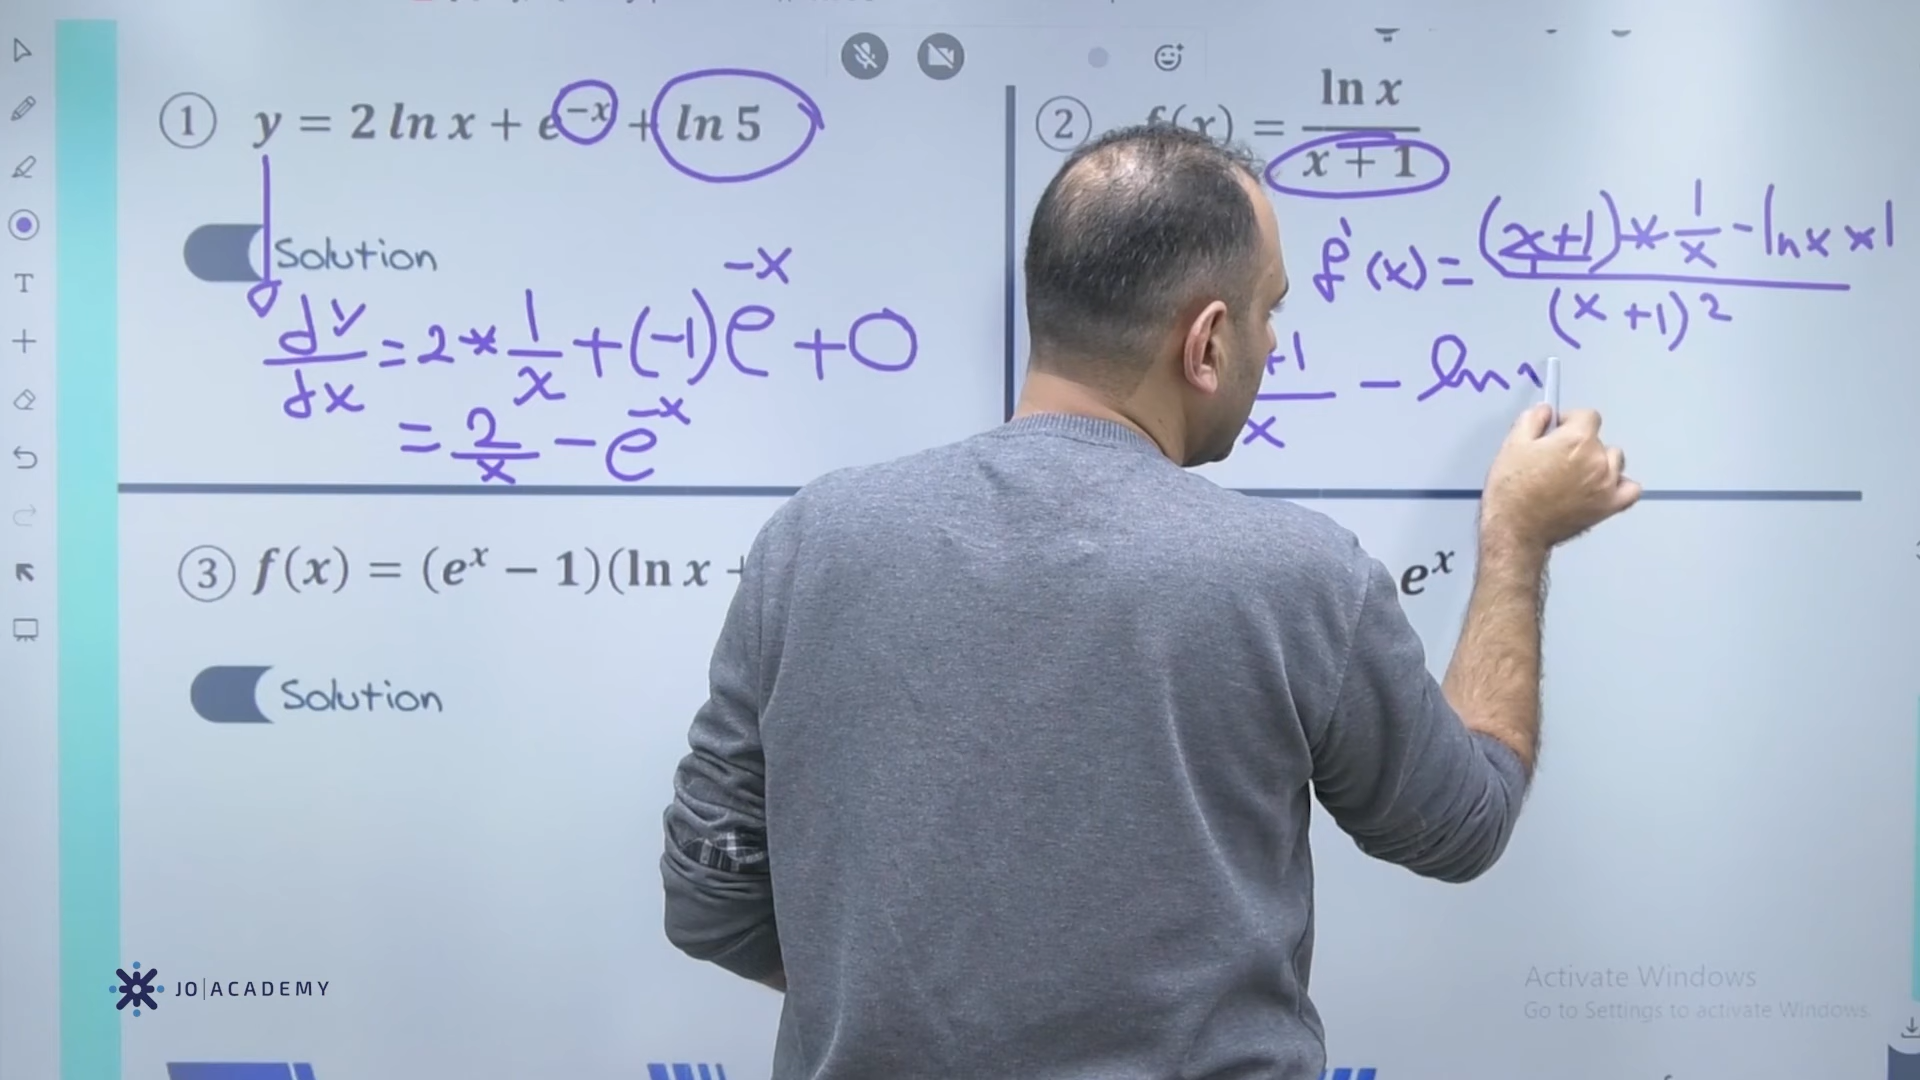 ① y = 2 ln x + e^{-x} + ln 5
Solution
dy/dx = 2 * 1/x + (-1) e^{-x} + 0
= 2/x - e^{-x}
② f(x) = ln x / x + 1
f'(x) = (x+1) * 1/x - ln x x 1 / (x+1)^2
+1 / x - ln x
③ f(x) = (e^x − 1)(ln x +
Solution
e^x
JO|ACADEMY
Activate Windows
Go to Settings to activate Windows.